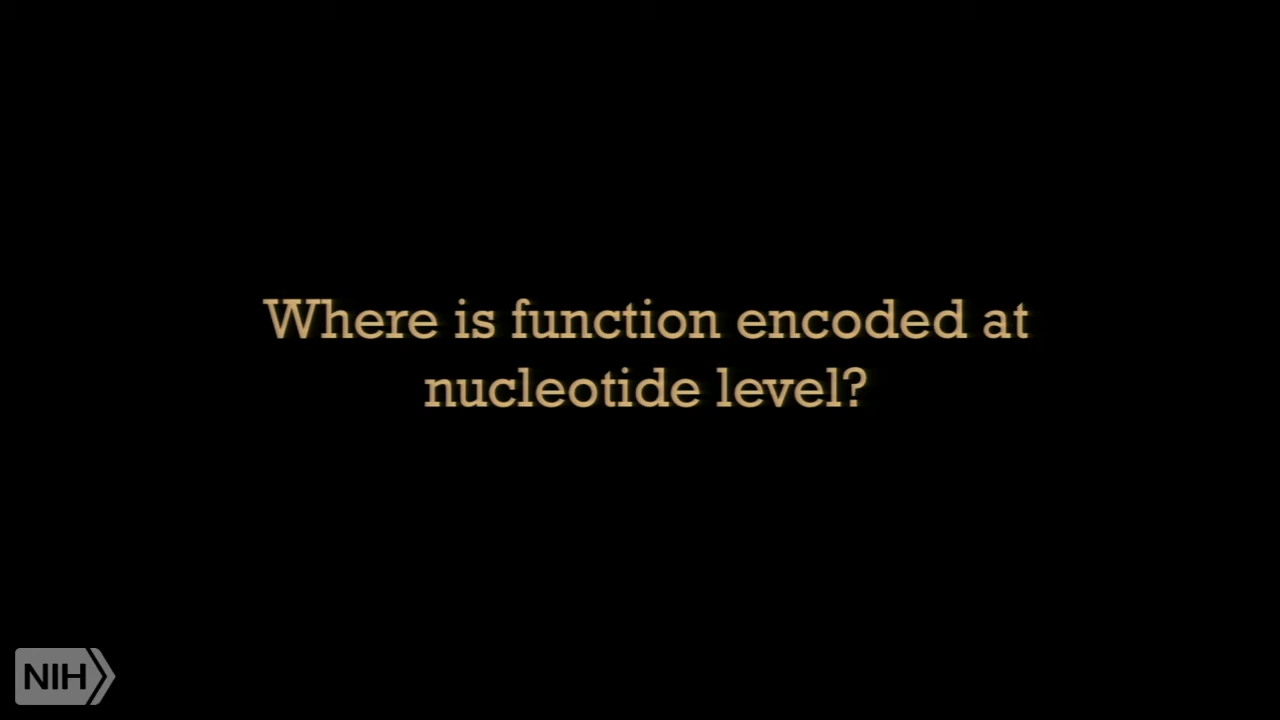 Where is function encoded at
nucleotide level?
NIH